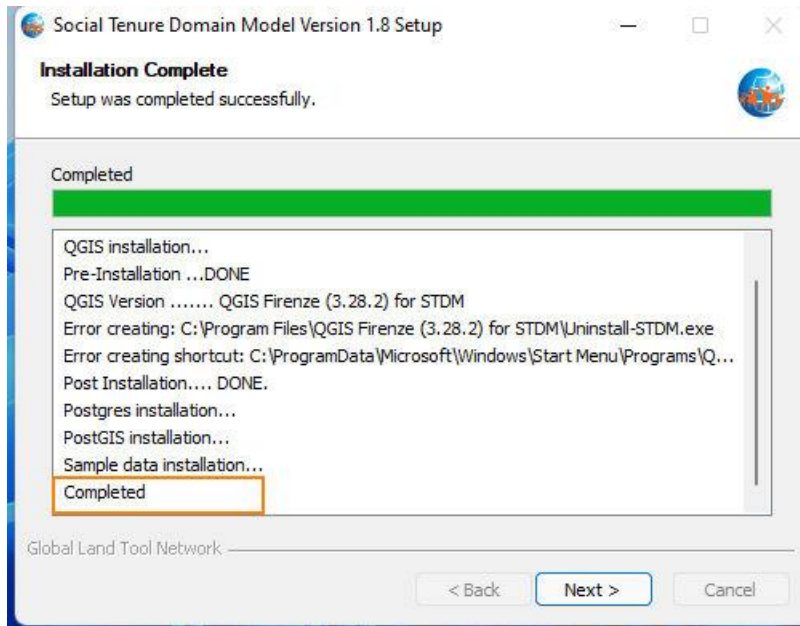 Social Tenure Domain Model Version 1.8 Setup
Installation Complete
Setup was completed successfully.
Completed
QGIS installation...
Pre-Installation ...DONE
QGIS Version ....... QGIS Firenze (3.28.2) for STDM
Error creating: C:\Program Files\QGIS Firenze (3.28.2) for STDM\Uninstall-STDM.exe
Error creating shortcut: C:\ProgramData\Microsoft\Windows\Start Menu\Programs\Q...
Post Installation.... DONE.
Postgres installation...
PostGIS installation...
Sample data installation...
Completed
Global Land Tool Network
< Back Next > Cancel